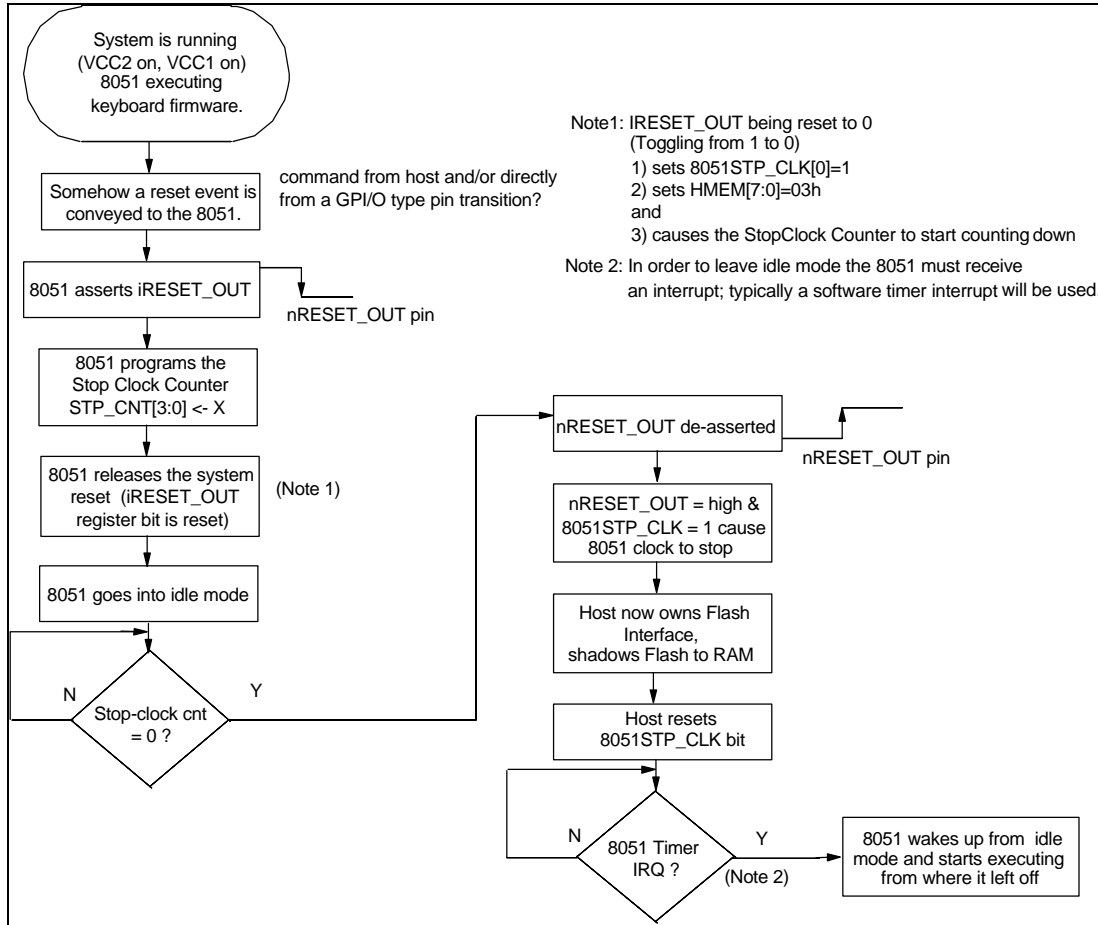 System is running
(VCC2 on, VCC1 on)
8051 executing
keyboard firmware.
Somehow a reset event is
conveyed to the 8051.
command from host and/or directly
from a GPI/O type pin transition?
8051 asserts iRESET_OUT
nRESET_OUT pin
8051 programs the
Stop Clock Counter
STP_CNT[3:0] <- X
8051 releases the system
reset (iRESET_OUT
register bit is reset)
(Note 1)
8051 goes into idle mode
N
Y
Stop-clock cnt
= 0 ?
Note1: IRESET_OUT being reset to 0
(Toggling from 1 to 0)
1) sets 8051STP_CLK[0]=1
2) sets HMEM[7:0]=03h
and
3) causes the StopClock Counter to start counting down
Note 2: In order to leave idle mode the 8051 must receive
an interrupt; typically a software timer interrupt will be used.
nRESET_OUT de-asserted
nRESET_OUT pin
nRESET_OUT = high &
8051STP_CLK = 1 cause
8051 clock to stop
Host now owns Flash
Interface,
shadows Flash to RAM
Host resets
8051STP_CLK bit
N
Y
8051 Timer
IRQ ?
(Note 2)
8051 wakes up from idle
mode and starts executing
from where it left off